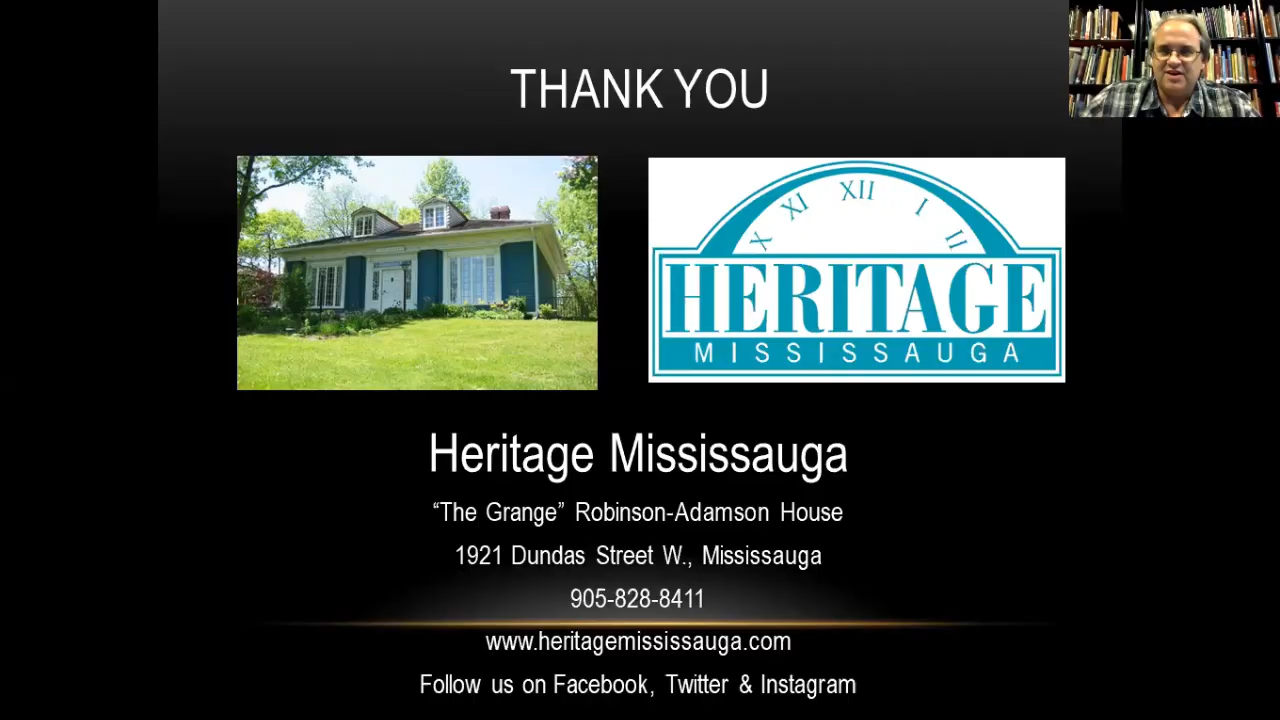 THANK YOU
X XI XII I II
HERITAGE
MISSISSAUGA
Heritage Mississauga
“The Grange” Robinson-Adamson House
1921 Dundas Street W., Mississauga
905-828-8411
www.heritagemississauga.com
Follow us on Facebook, Twitter & Instagram